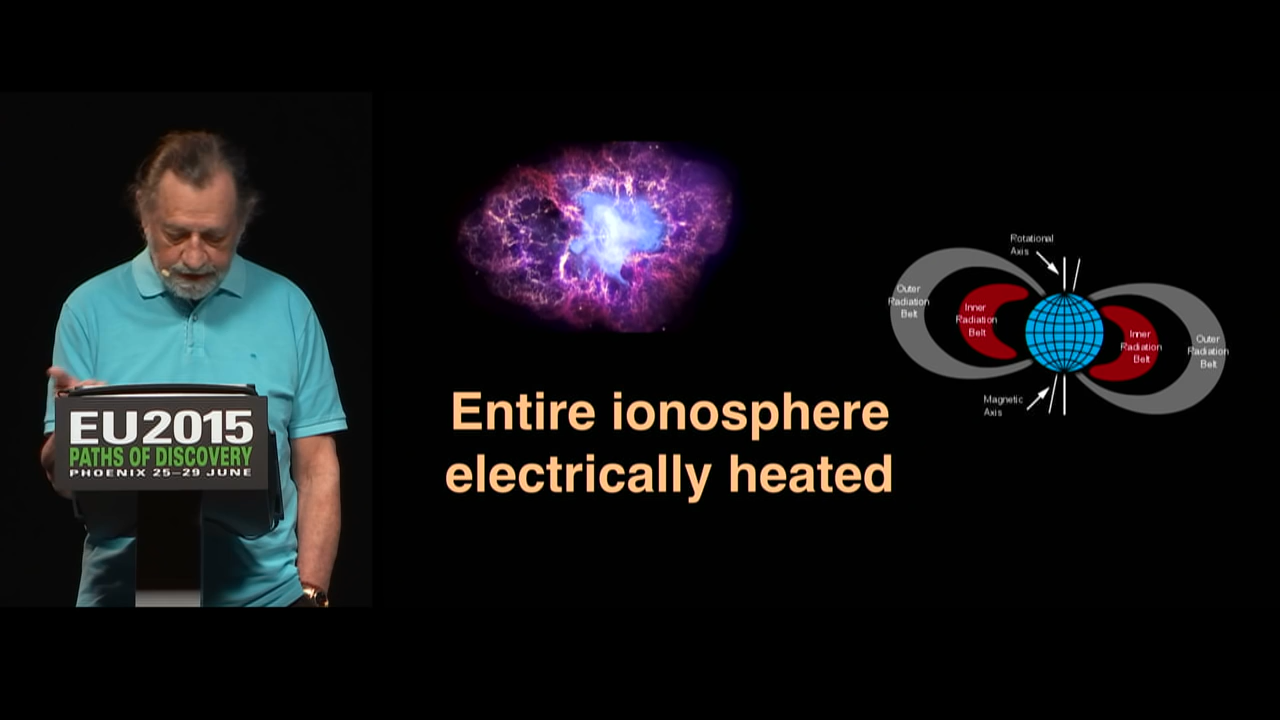 EU2015
PATHS OF DISCOVERY
PHOENIX 25–29 JUNE
Entire ionosphere
electrically heated
Rotational
Axis
Outer
Radiation
Belt
Inner
Radiation
Belt
Inner
Radiation
Belt
Outer
Radiation
Belt
Magnetic
Axis